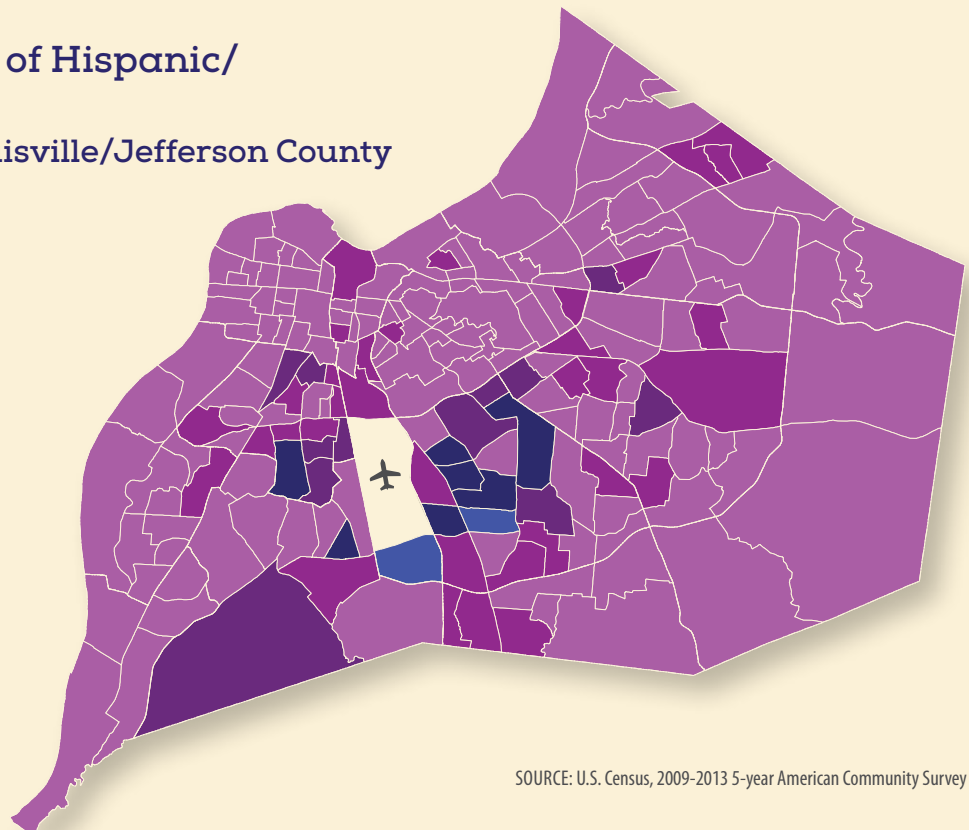 of Hispanic/
isville/Jefferson County
SOURCE: U.S. Census, 2009-2013 5-year American Community Survey